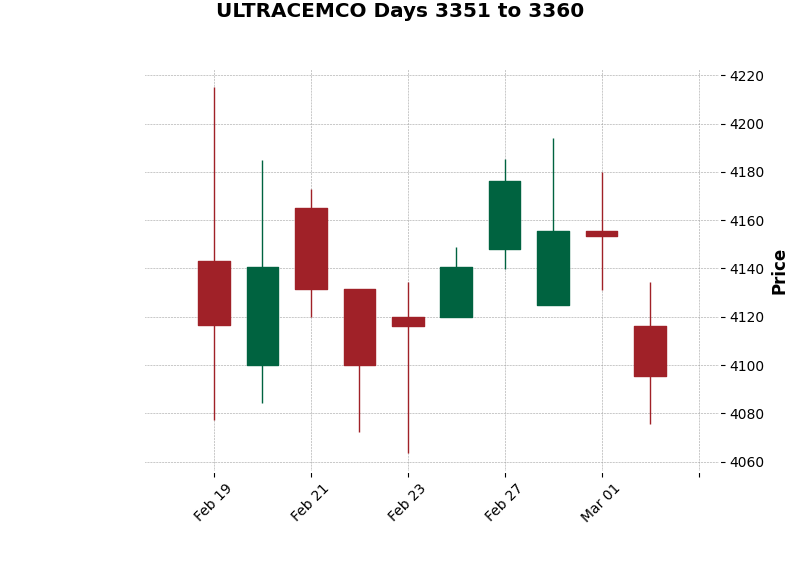 ULTRACEMCO Days 3351 to 3360
4220
4200
4180
4160
4140
4120
4100
4080
4060
Price
Feb 19
Feb 21
Feb 23
Feb 27
Mar 01